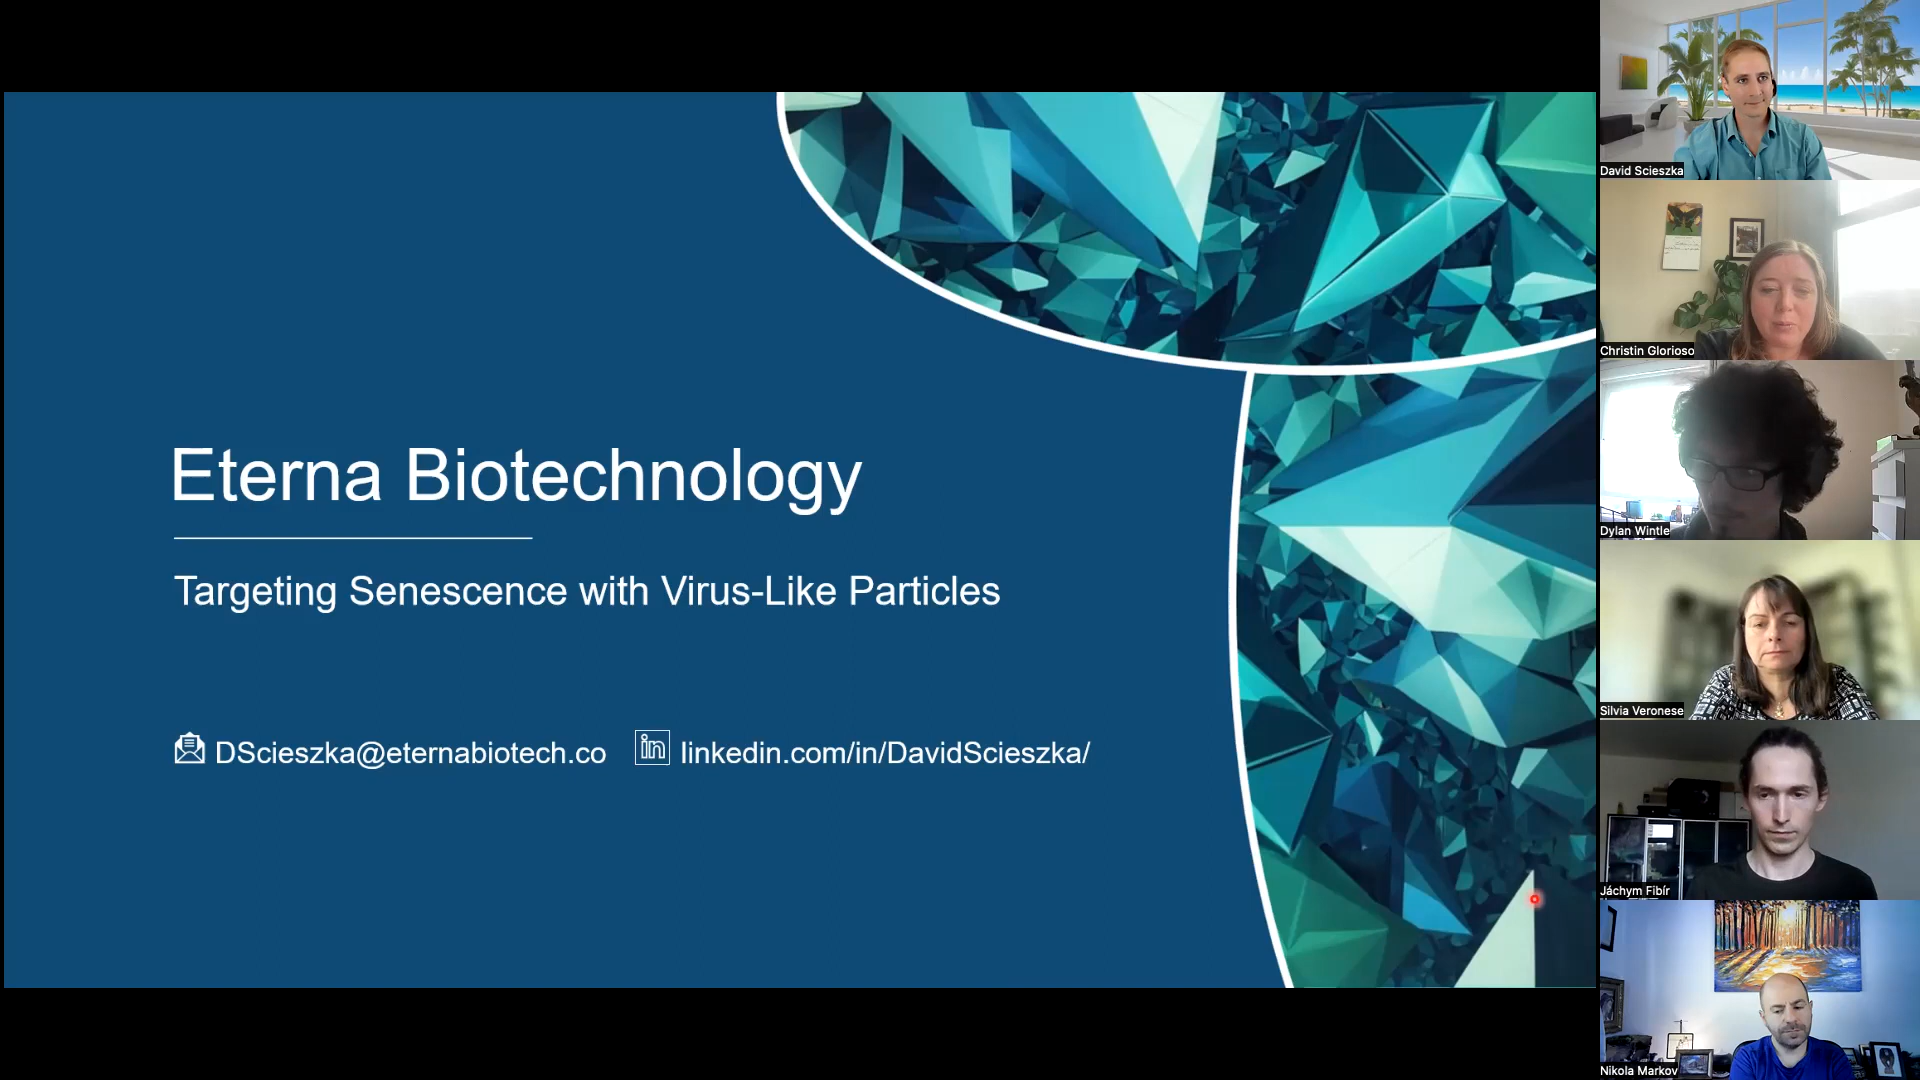 Eterna Biotechnology
Targeting Senescence with Virus-Like Particles
DScieszka@eternabiotech.co
in linkedin.com/in/DavidScieszka/
David Scieszka
Christin Glorioso
Dylan Wintle
Silvia Veronese
Jáchym Fibír
Nikola Markov